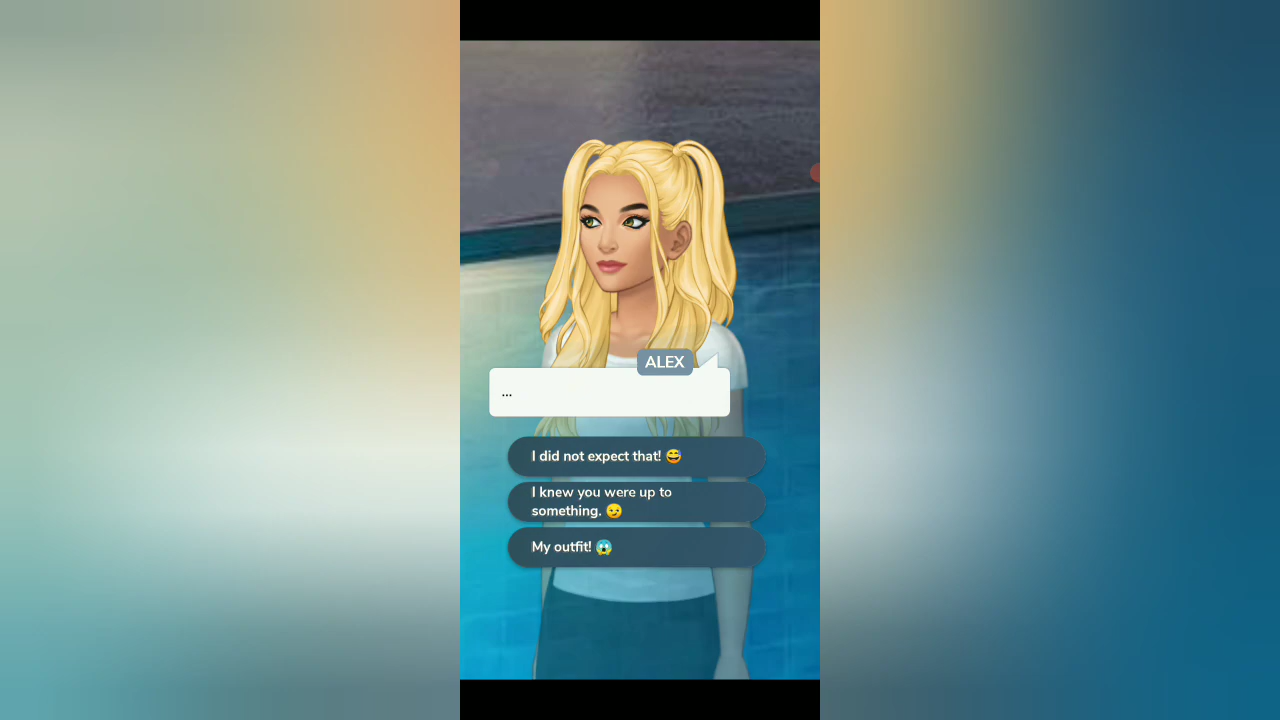 ALEX
...
I did not expect that! 😅
I knew you were up to
something. 😏
My outfit! 😱